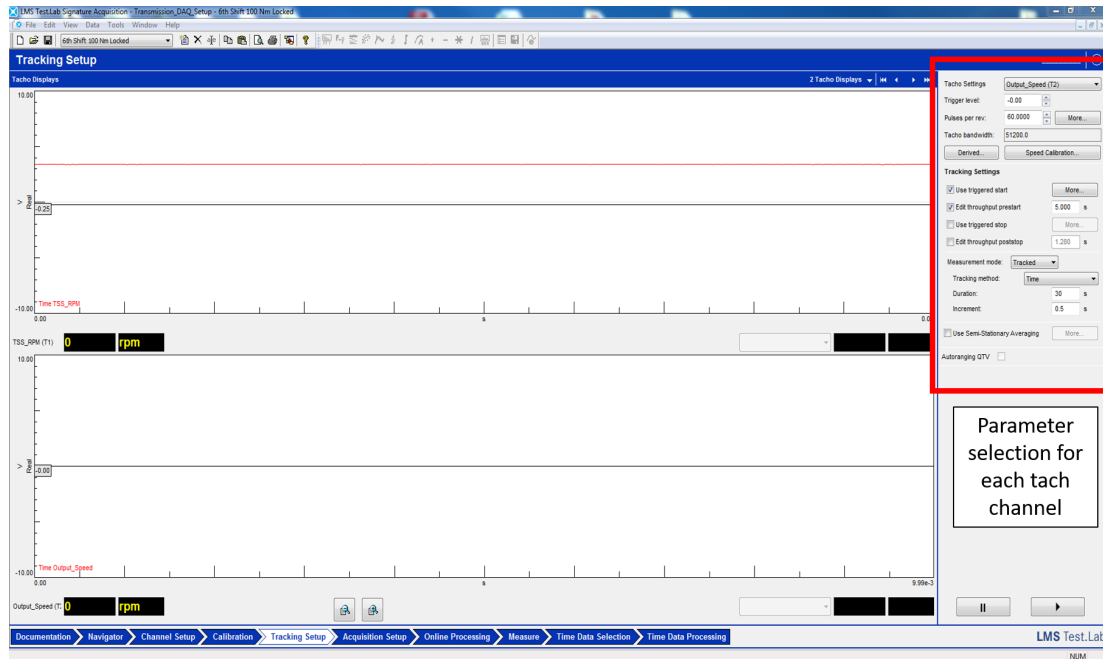 LMS Test.Lab Signature Acquisition - Transmission_DAQ_Setup - 6th Shift 100 Nm Locked
File Edit View Data Tools Window Help
6th Shift 100 Nm Locked
Tracking Setup
Tacho Displays
2 Tacho Displays
10.00
V
Real
-0.25
-10.00
Time TSS_RPM
0.00
s
0.0
TSS_RPM (T1)
0
rpm
10.00
V
Real
-0.00
-10.00
Time Output_Speed
0.00
s
9.99e-3
Output_Speed (T:
0
rpm
Tacho Settings
Output_Speed (T2)
Trigger level:
-0.00
Pulses per rev:
60.0000
More...
Tacho bandwidth:
51200.0
Derived...
Speed Calibration...
Tracking Settings
Use triggered start
More...
Edit throughput prestart
5.000
s
Use triggered stop
More...
Edit throughput poststop
1.280
s
Measurement mode:
Tracked
Tracking method:
Time
Duration:
30
s
Increment:
0.5
s
Use Semi-Stationary Averaging
More...
Autoranging QTV
Parameter
selection for
each tach
channel
Documentation Navigator Channel Setup Calibration Tracking Setup Acquisition Setup Online Processing Measure Time Data Selection Time Data Processing
LMS Test.Lab
NUM